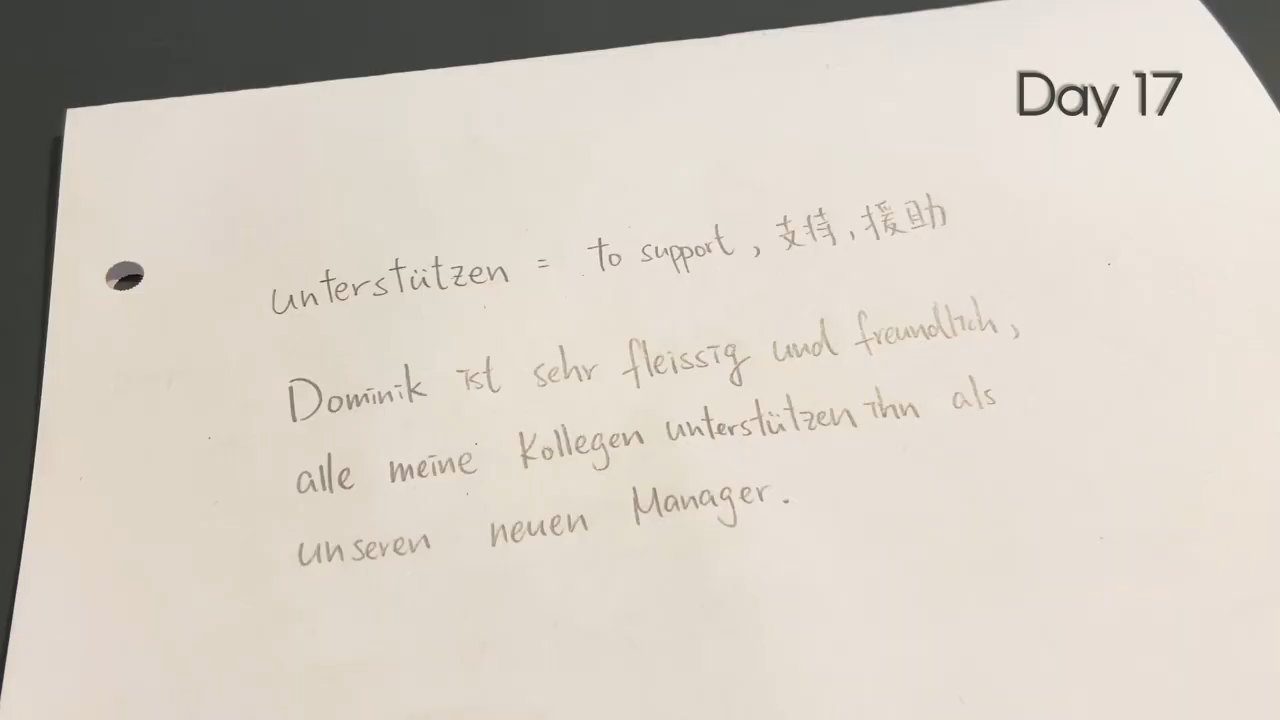 Day 17
unterstützen = to support, 支持, 援助
Dominik ist sehr fleissig und freundlich,
alle meine Kollegen unterstützen ihn als
unseren neuen Manager.